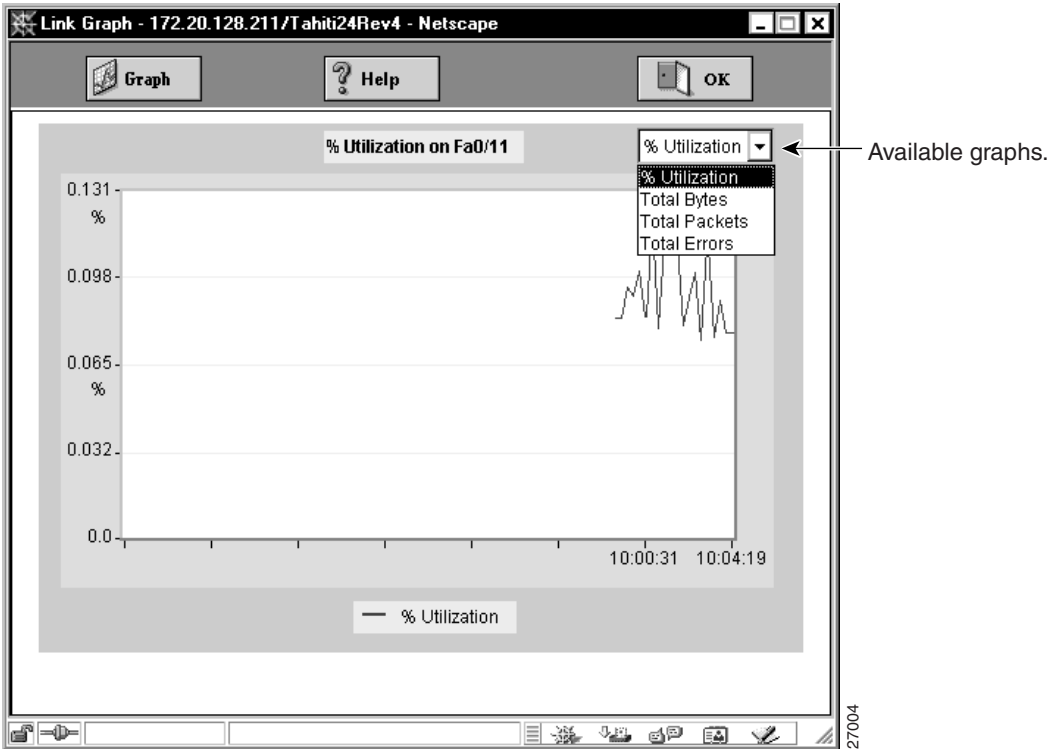 Link Graph - 172.20.128.211/Tahiti24Rev4 - Netscape
Graph
Help
OK
% Utilization on Fa0/11
% Utilization
Available graphs.
% Utilization
Total Bytes
Total Packets
Total Errors
0.131
%
0.098
0.065
%
0.032
0.0
10:00:31 10:04:19
% Utilization
27004